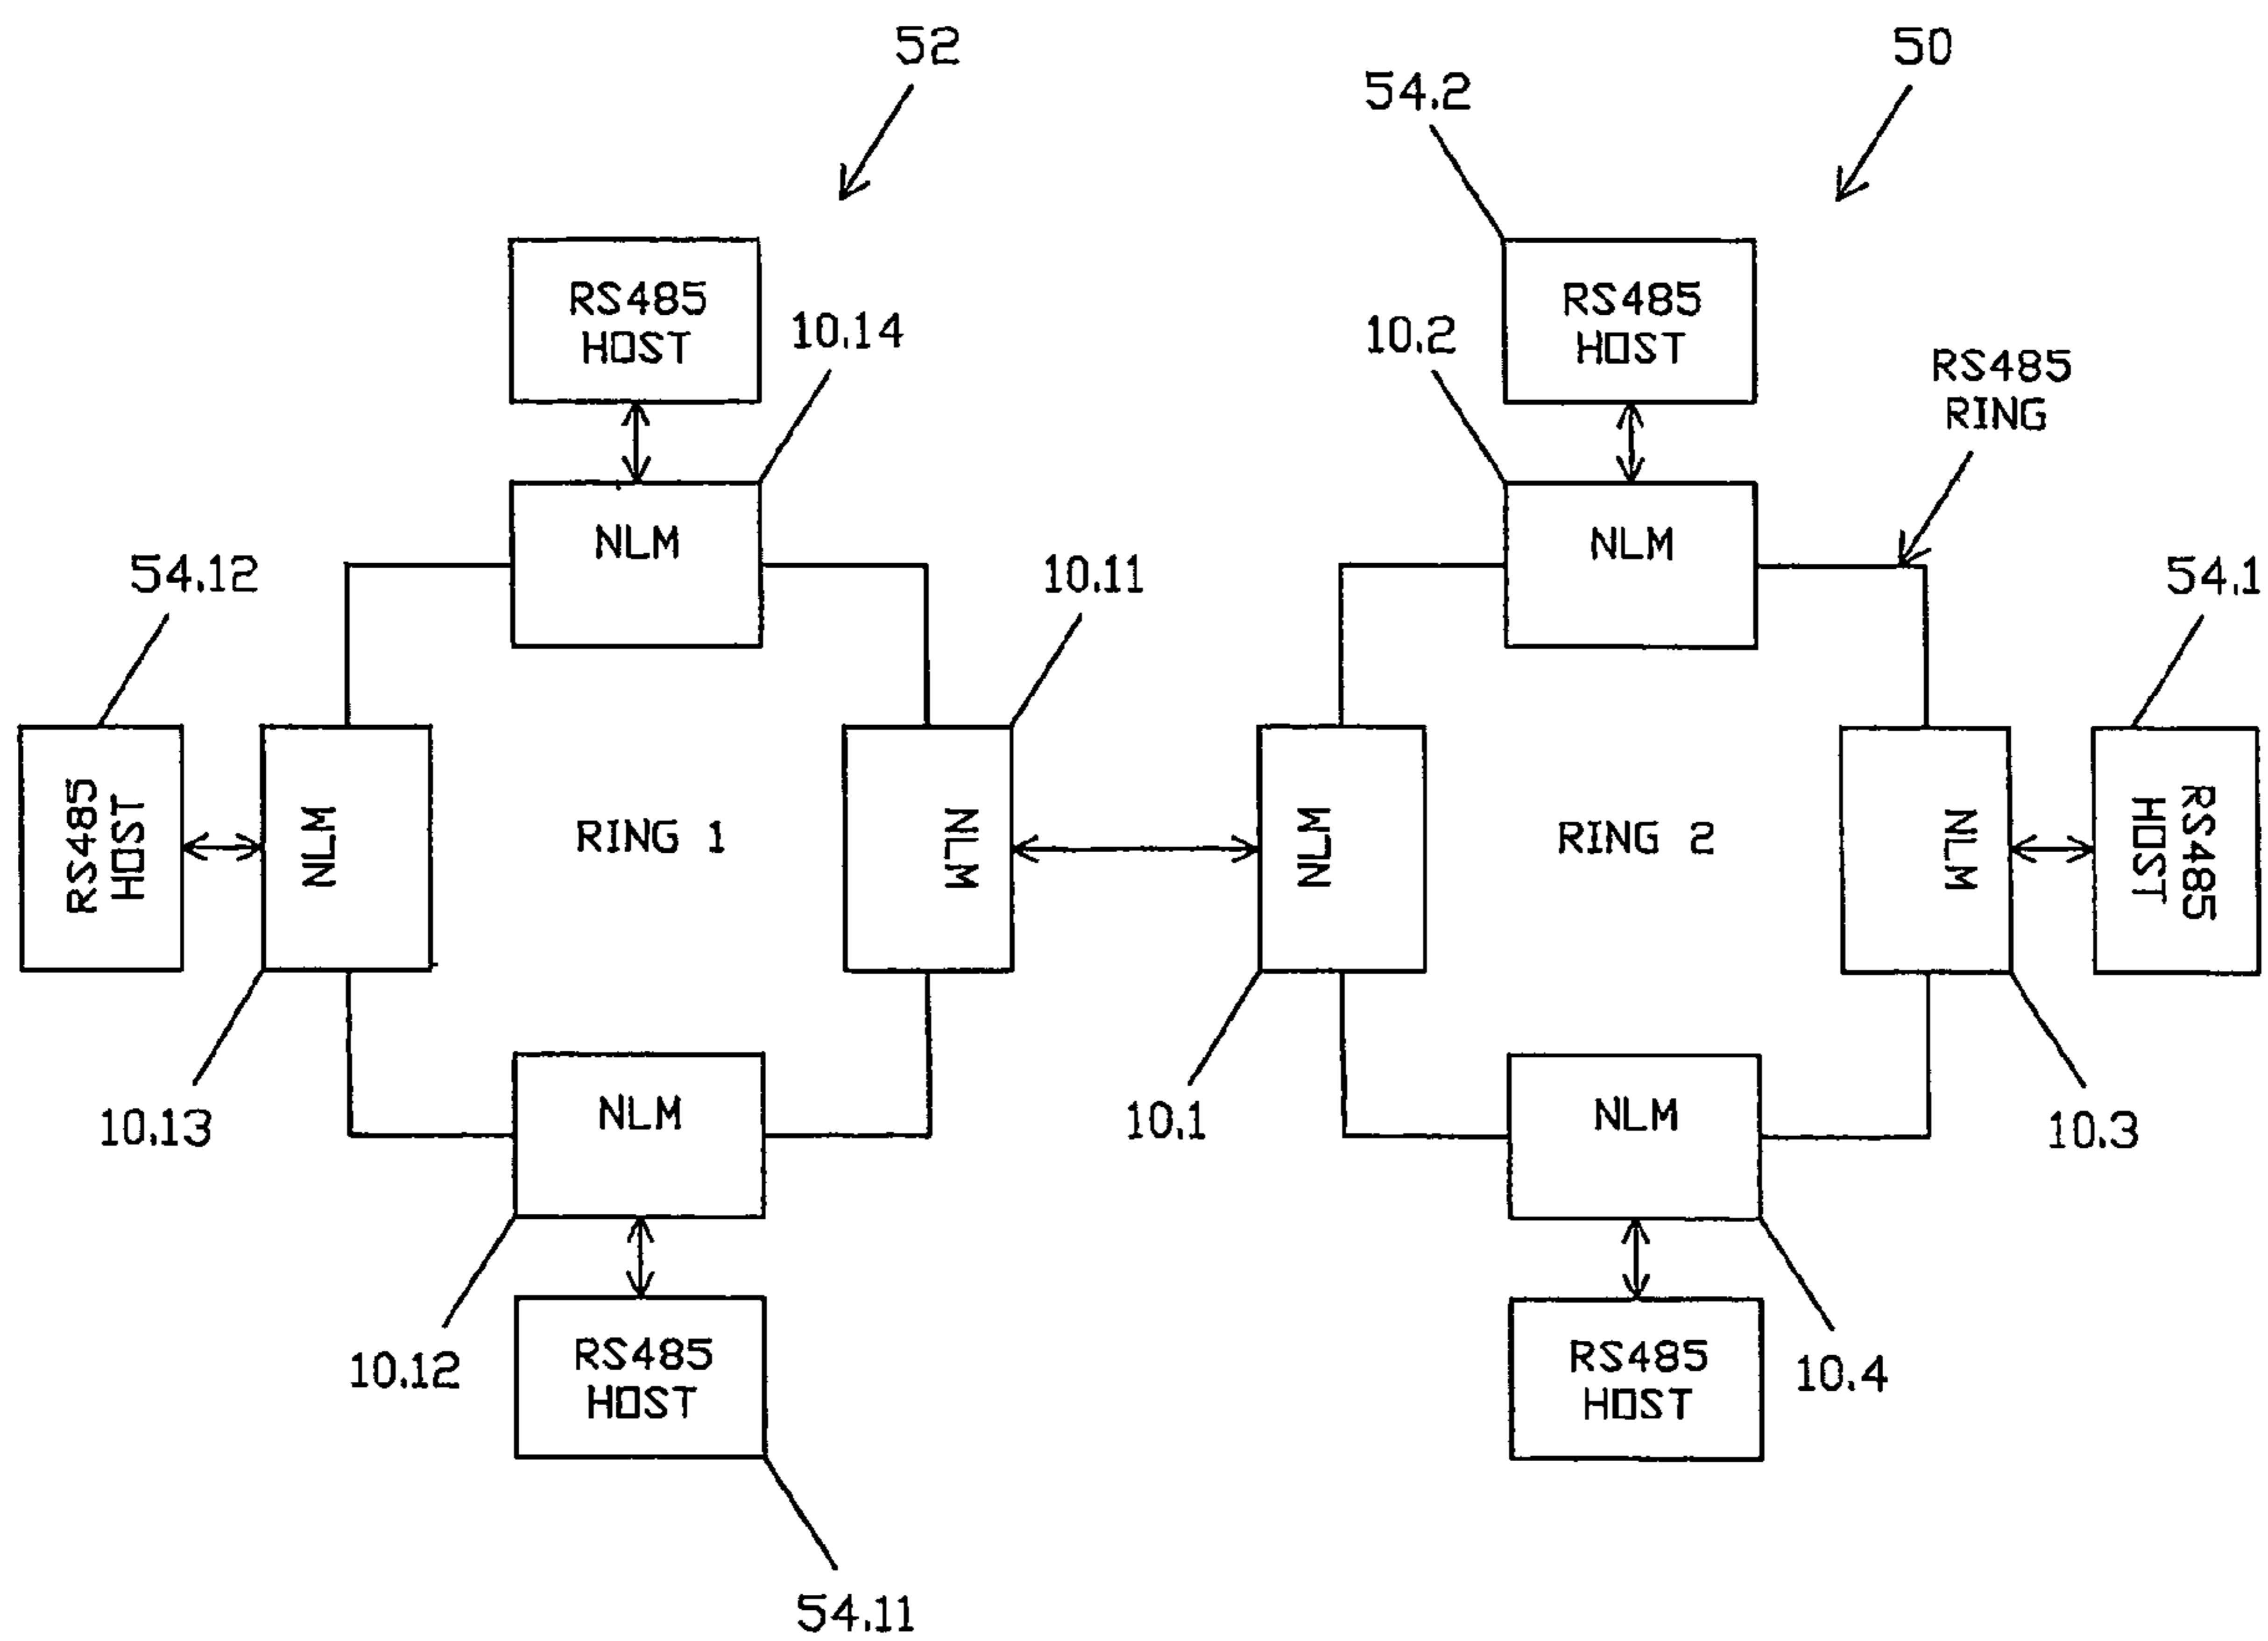 52
50
54.2
RS485
HOST
RS485
HOST
10.14
10.2
RS485
RING
NLM
NLM
54.12
10.11
54.1
RS485
HOST
NLM
RING 1
NLM
NLM
RING 2
NLM
RS485
HOST
10.13
NLM
10.1
NLM
10.3
10.12
RS485
HOST
RS485
HOST
10.4
54.11